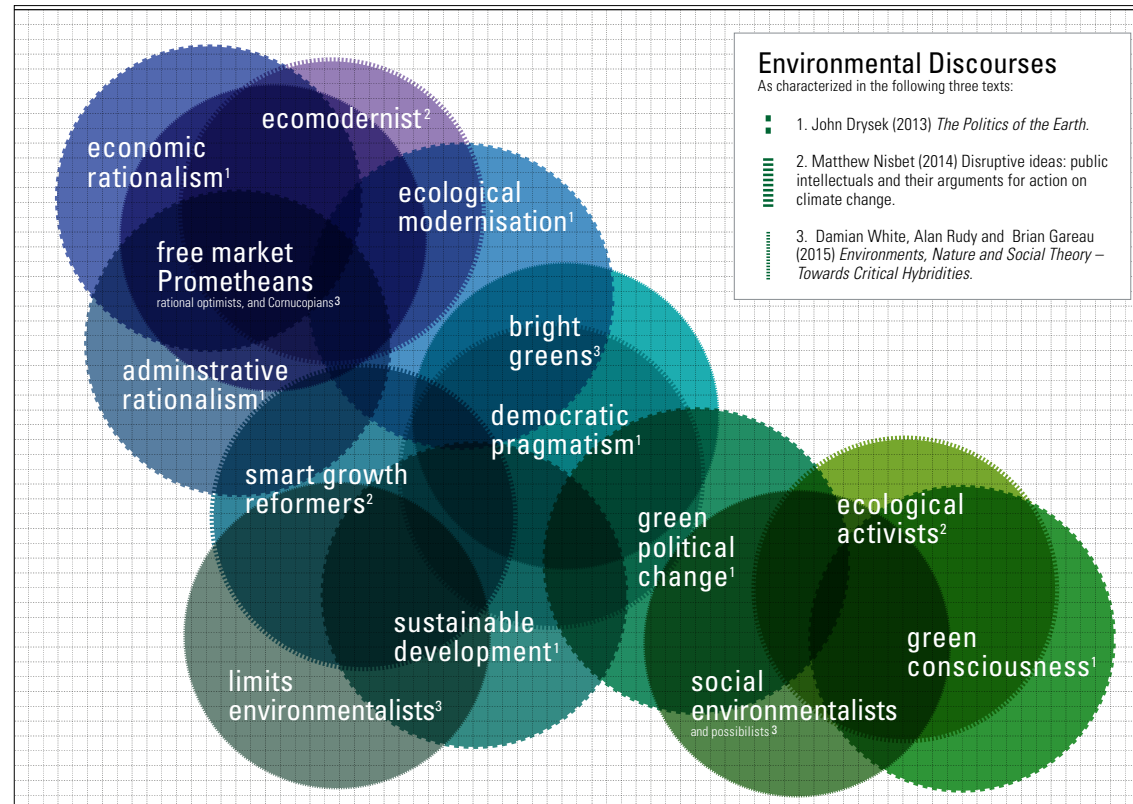 Environmental Discourses
As characterized in the following three texts:
1. John Drysek (2013) The Politics of the Earth.
2. Matthew Nisbet (2014) Disruptive ideas: public
intellectuals and their arguments for action on
climate change.
3. Damian White, Alan Rudy and Brian Gareau
(2015) Environments, Nature and Social Theory –
Towards Critical Hybridities.
ecomodernist²
economic
rationalism¹
ecological
modernisation¹
free market
Prometheans
rational optimists, and Cornucopians³
bright
greens³
adminstrative
rationalism¹
democratic
pragmatism¹
smart growth
reformers²
green
political
change¹
ecological
activists²
sustainable
development¹
green
consciousness¹
limits
environmentalists³
social
environmentalists
and possibilists³